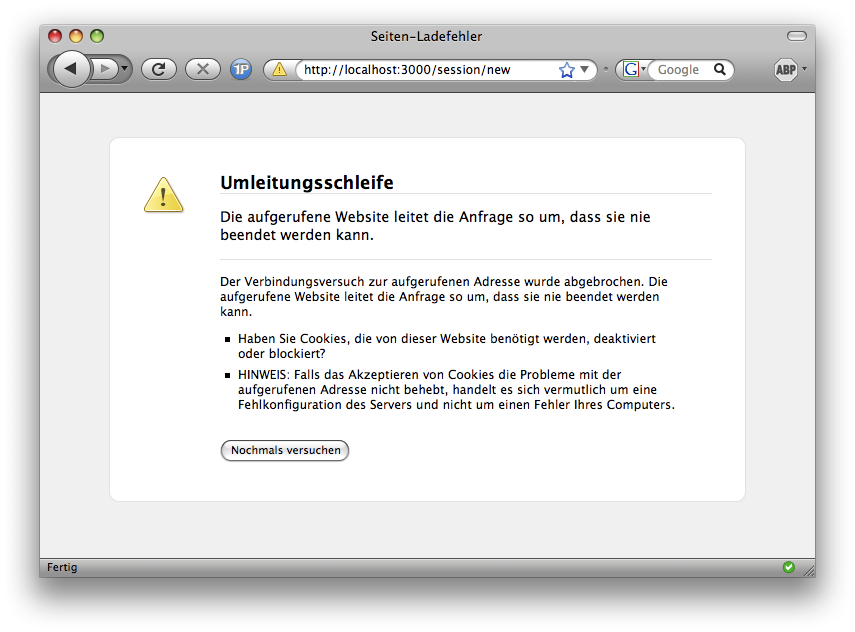 Seiten-Ladefehler
1P
http://localhost:3000/session/new
G
Google
ABP
!
Umleitungsschleife
Die aufgerufene Website leitet die Anfrage so um, dass sie nie
beendet werden kann.
Der Verbindungsversuch zur aufgerufenen Adresse wurde abgebrochen. Die
aufgerufene Website leitet die Anfrage so um, dass sie nie beendet werden
kann.
Haben Sie Cookies, die von dieser Website benötigt werden, deaktiviert
oder blockiert?
HINWEIS: Falls das Akzeptieren von Cookies die Probleme mit der
aufgerufenen Adresse nicht behebt, handelt es sich vermutlich um eine
Fehlkonfiguration des Servers und nicht um einen Fehler Ihres Computers.
Nochmals versuchen
Fertig